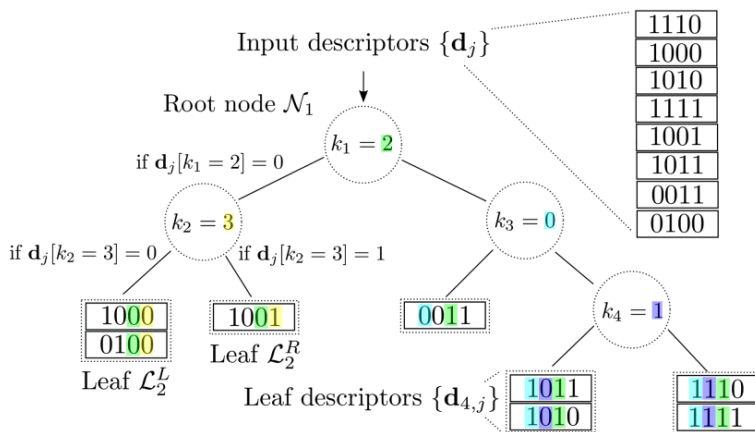 Input descriptors {d_j}
1110
1000
1010
1111
1001
1011
0011
0100
Root node N_1
k_1 = 2
if d_j[k_1 = 2] = 0
k_2 = 3
k_3 = 0
if d_j[k_2 = 3] = 0
if d_j[k_2 = 3] = 1
k_4 = 1
1000
0100
Leaf L_2^L
1001
Leaf L_2^R
0011
Leaf descriptors {d_{4,j}}
1011
1010
1110
1111